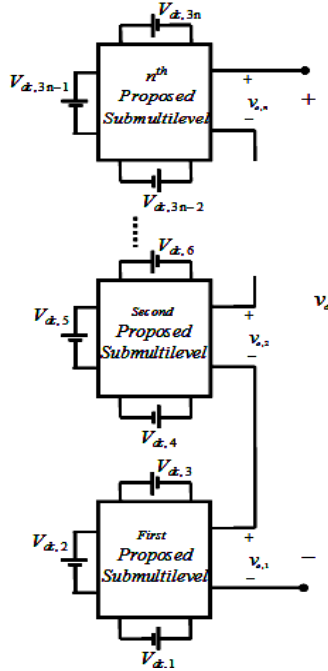 V_dc,3n
V_dc,3n-1
n^th
Proposed
Submultilevel
+
v_o,n
+
−
V_dc,3n-2
V_dc,6
V_dc,5
Second
Proposed
Submultilevel
+
v_o,2
−
V_dc,4
V_dc,3
V_dc,2
First
Proposed
Submultilevel
+
v_o,1
−
−
V_dc,1